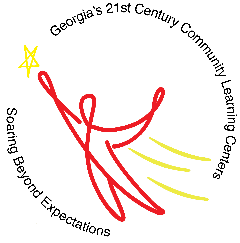 Georgia's 21st Century Community Learning Centers
Soaring Beyond Expectations